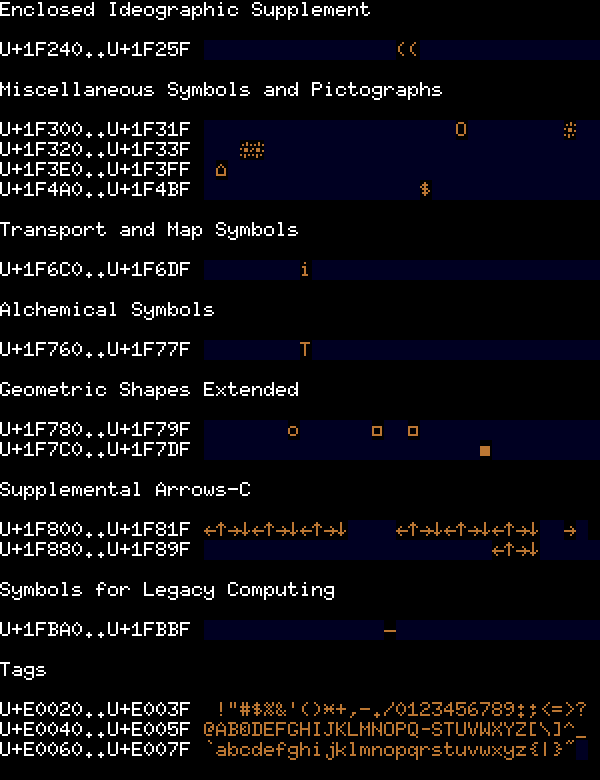 Enclosed Ideographic Supplement
U+1F240..U+1F25F ((
Miscellaneous Symbols and Pictographs
U+1F300..U+1F31F O ☼
U+1F320..U+1F33F ☼☼
U+1F3E0..U+1F3FF ⌂
U+1F4A0..U+1F4BF $
Transport and Map Symbols
U+1F6C0..U+1F6DF i
Alchemical Symbols
U+1F760..U+1F77F T
Geometric Shapes Extended
U+1F780..U+1F79F ○ □ □
U+1F7C0..U+1F7DF ■
Supplemental Arrows-C
U+1F800..U+1F81F ←↑→↓←↑→↓←↑→↓ ←↑→↓←↑→↓←↑→↓ →
U+1F880..U+1F89F ←↑→↓
Symbols for Legacy Computing
U+1FBA0..U+1FBBF —
Tags
U+E0020..U+E003F !"#$%&'()*+,-./0123456789:;<=>?
U+E0040..U+E005F @AB0DEFGHIJKLMNOPQ-STUVWXYZ[\]^_
U+E0060..U+E007F `abcdefghijklmnopqrstuvwxyz{|}~